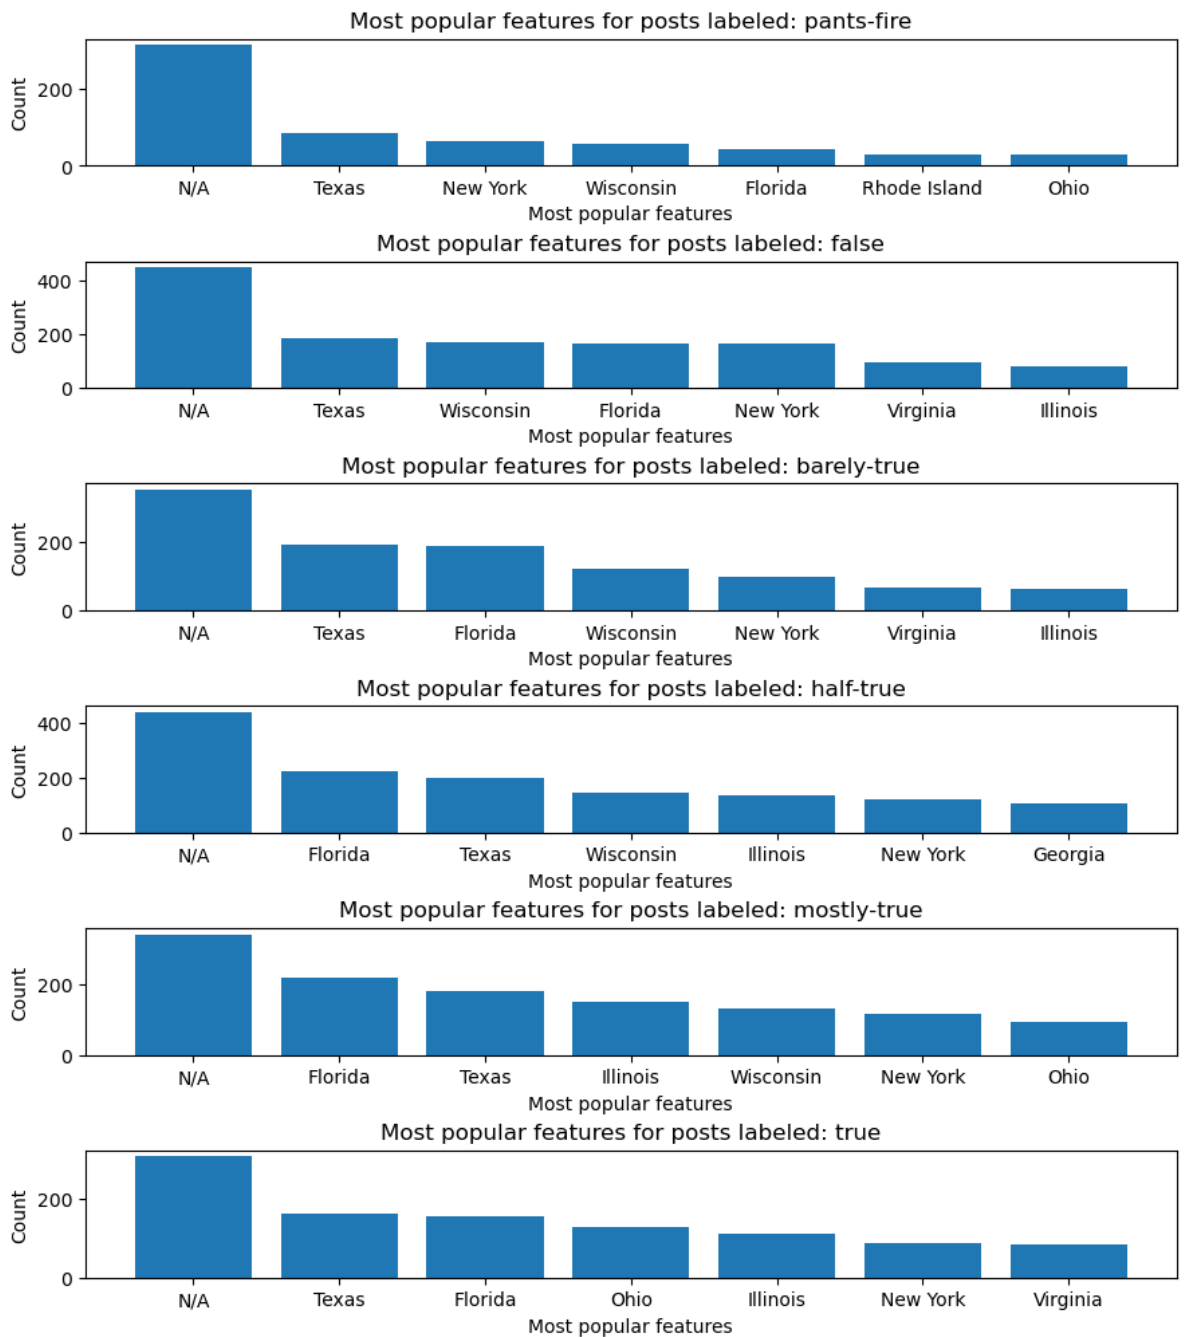 Most popular features for posts labeled: pants-fire
Count
200
0
N/A Texas New York Wisconsin Florida Rhode Island Ohio
Most popular features
Most popular features for posts labeled: false
Count
400
200
0
N/A Texas Wisconsin Florida New York Virginia Illinois
Most popular features
Most popular features for posts labeled: barely-true
Count
200
0
N/A Texas Florida Wisconsin New York Virginia Illinois
Most popular features
Most popular features for posts labeled: half-true
Count
400
200
0
N/A Florida Texas Wisconsin Illinois New York Georgia
Most popular features
Most popular features for posts labeled: mostly-true
Count
200
0
N/A Florida Texas Illinois Wisconsin New York Ohio
Most popular features
Most popular features for posts labeled: true
Count
200
0
N/A Texas Florida Ohio Illinois New York Virginia
Most popular features